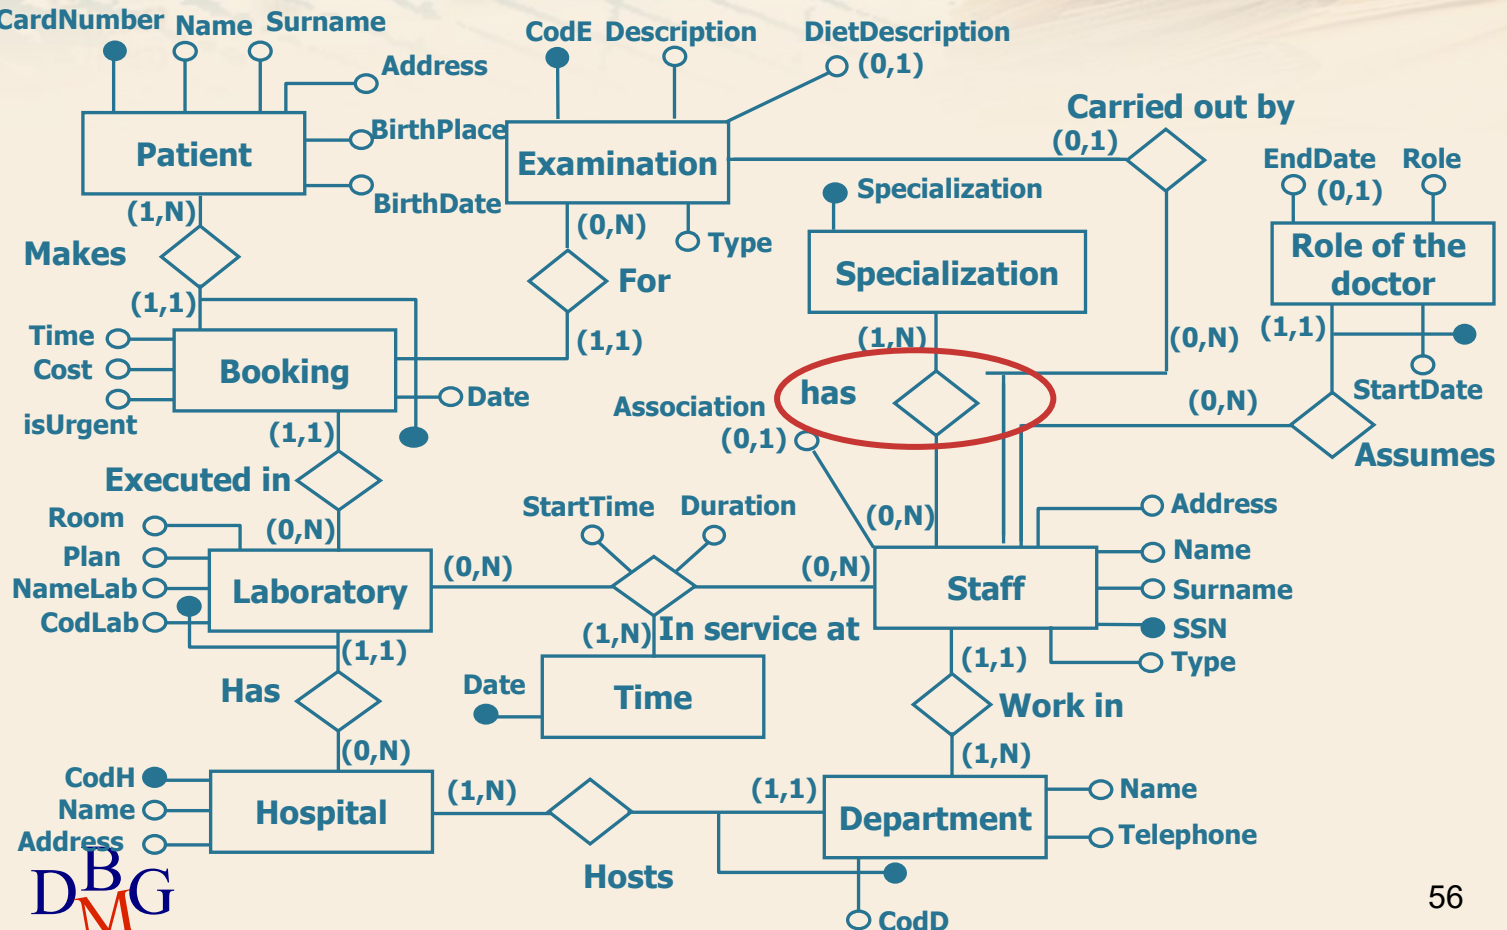 CardNumber
Name
Surname
Address
BirthPlace
BirthDate
Patient
(1,N)
Makes
(1,1)
CodE
Description
DietDescription
(0,1)
Examination
(0,N)
Type
For
(1,1)
Carried out by
(0,1)
(0,N)
Specialization
Specialization
(1,N)
has
(0,N)
EndDate
(0,1)
Role
Role of the
doctor
(1,1)
StartDate
(0,N)
Assumes
Time
Cost
isUrgent
Booking
Date
(1,1)
Executed in
(0,N)
Association
(0,1)
Room
Plan
NameLab
CodLab
Laboratory
(0,N)
StartTime
Duration
(0,N)
In service at
(1,N)
Date
Time
Staff
Address
Name
Surname
SSN
Type
(1,1)
Work in
(1,N)
(1,1)
Has
(0,N)
CodH
Name
Address
Hospital
(1,N)
Hosts
(1,1)
Department
Name
Telephone
CodD
DBMG
56